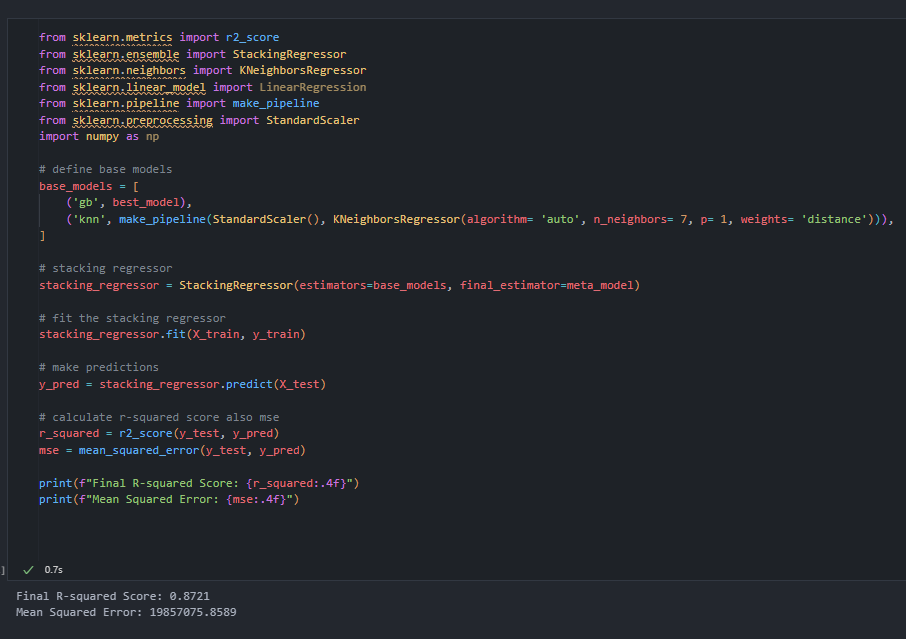 from sklearn.metrics import r2_score
from sklearn.ensemble import StackingRegressor
from sklearn.neighbors import KNeighborsRegressor
from sklearn.linear_model import LinearRegression
from sklearn.pipeline import make_pipeline
from sklearn.preprocessing import StandardScaler
import numpy as np

# define base models
base_models = [
    ('gb', best_model),
    ('knn', make_pipeline(StandardScaler(), KNeighborsRegressor(algorithm= 'auto', n_neighbors= 7, p= 1, weights= 'distance'))),
]

# stacking regressor
stacking_regressor = StackingRegressor(estimators=base_models, final_estimator=meta_model)

# fit the stacking regressor
stacking_regressor.fit(X_train, y_train)

# make predictions
y_pred = stacking_regressor.predict(X_test)

# calculate r-squared score also mse
r_squared = r2_score(y_test, y_pred)
mse = mean_squared_error(y_test, y_pred)

print(f"Final R-squared Score: {r_squared:.4f}")
print(f"Mean Squared Error: {mse:.4f}")

] ✓ 0.7s
Final R-squared Score: 0.8721
Mean Squared Error: 19857075.8589